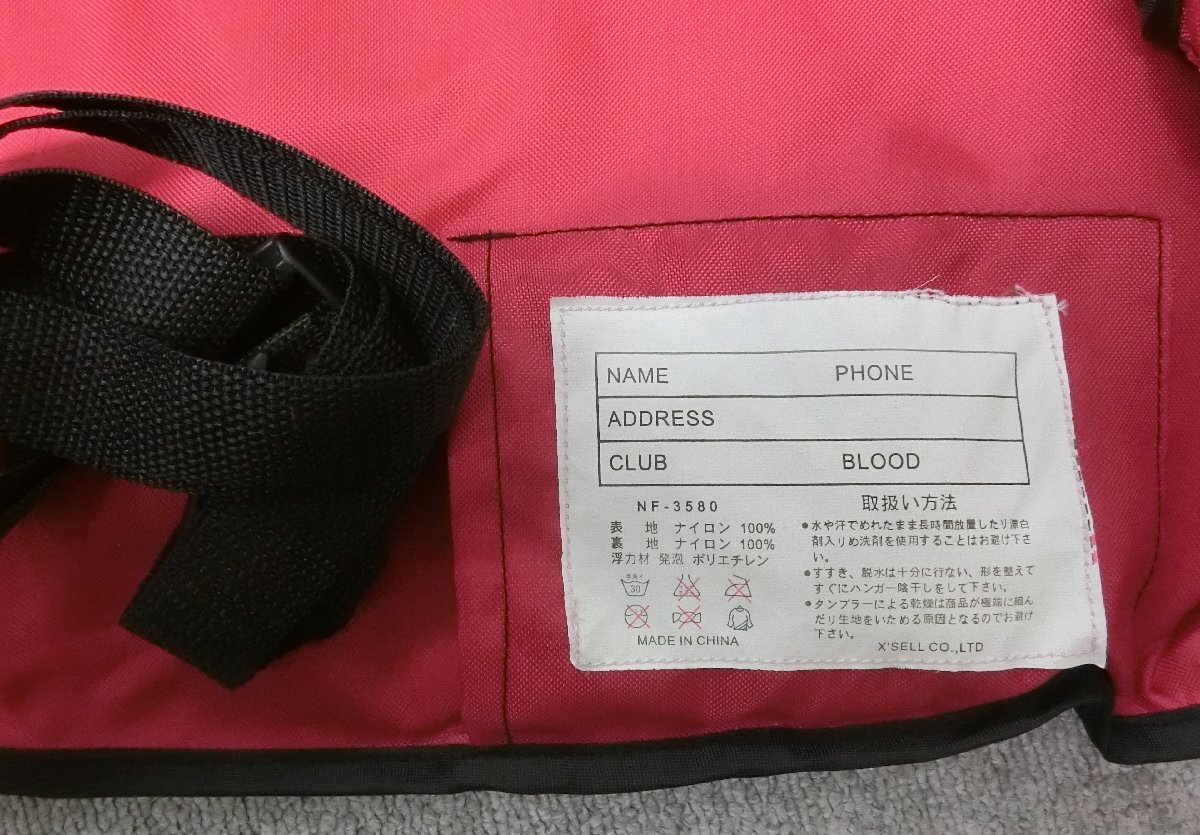 NAME PHONE
ADDRESS
CLUB BLOOD
NF-3580
表 地 ナイロン 100%
裏 地 ナイロン 100%
浮力材 発泡 ポリエチレン
30
MADE IN CHINA
取扱い方法
●水や汗でぬれたまま長時間放置したり漂白
剤入りめ洗剤を使用することはお避け下さ
い。
●すすぎ、脱水は十分に行ない、形を整えて
すぐにハンガー陰干しをして下さい。
●タンブラーによる乾燥は商品が極端に縮ん
だり生地をいためる原因となるのでお避け
下さい。
X'SELL CO.,LTD